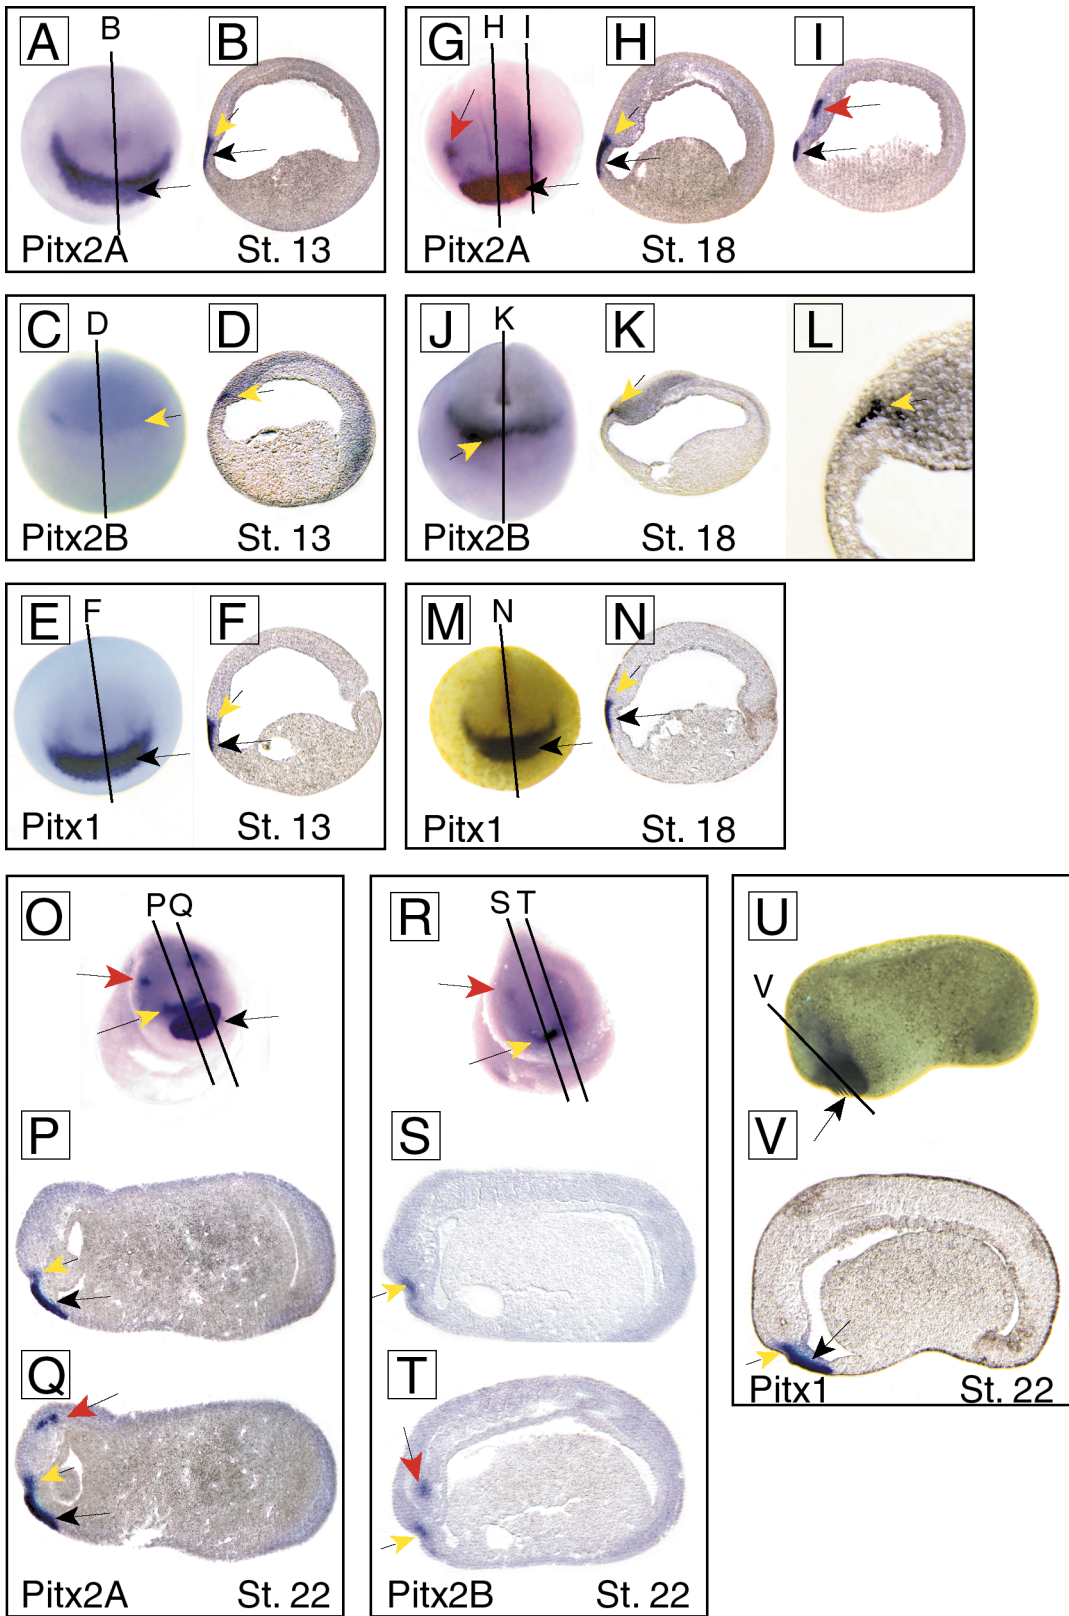 A B B
Pitx2A St. 13
G H I H I
Pitx2A St. 18
C D D
Pitx2B St. 13
J K K L
Pitx2B St. 18
E F F
Pitx1 St. 13
M N N
Pitx1 St. 18
O P Q
P
Q
Pitx2A St. 22
R S T
S
T
Pitx2B St. 22
U
V
V
Pitx1 St. 22